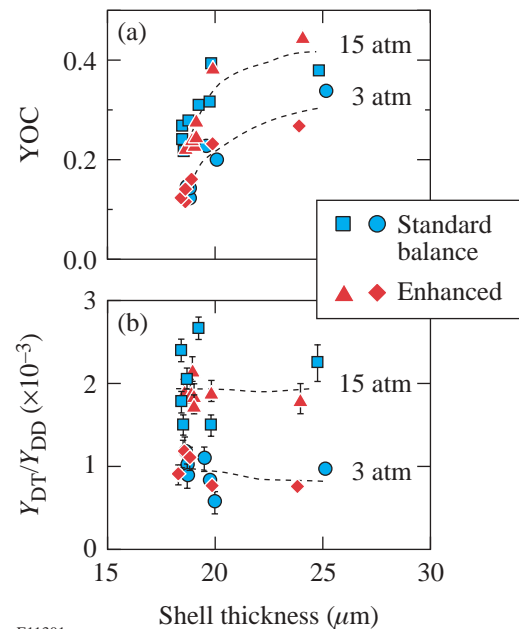 (a)
YOC
0.4
0.2
0.0
15 atm
3 atm
Standard
balance
Enhanced
(b)
Y_DT/Y_DD (×10⁻³)
3
2
1
0
15 atm
3 atm
15 20 25 30
Shell thickness (μm)